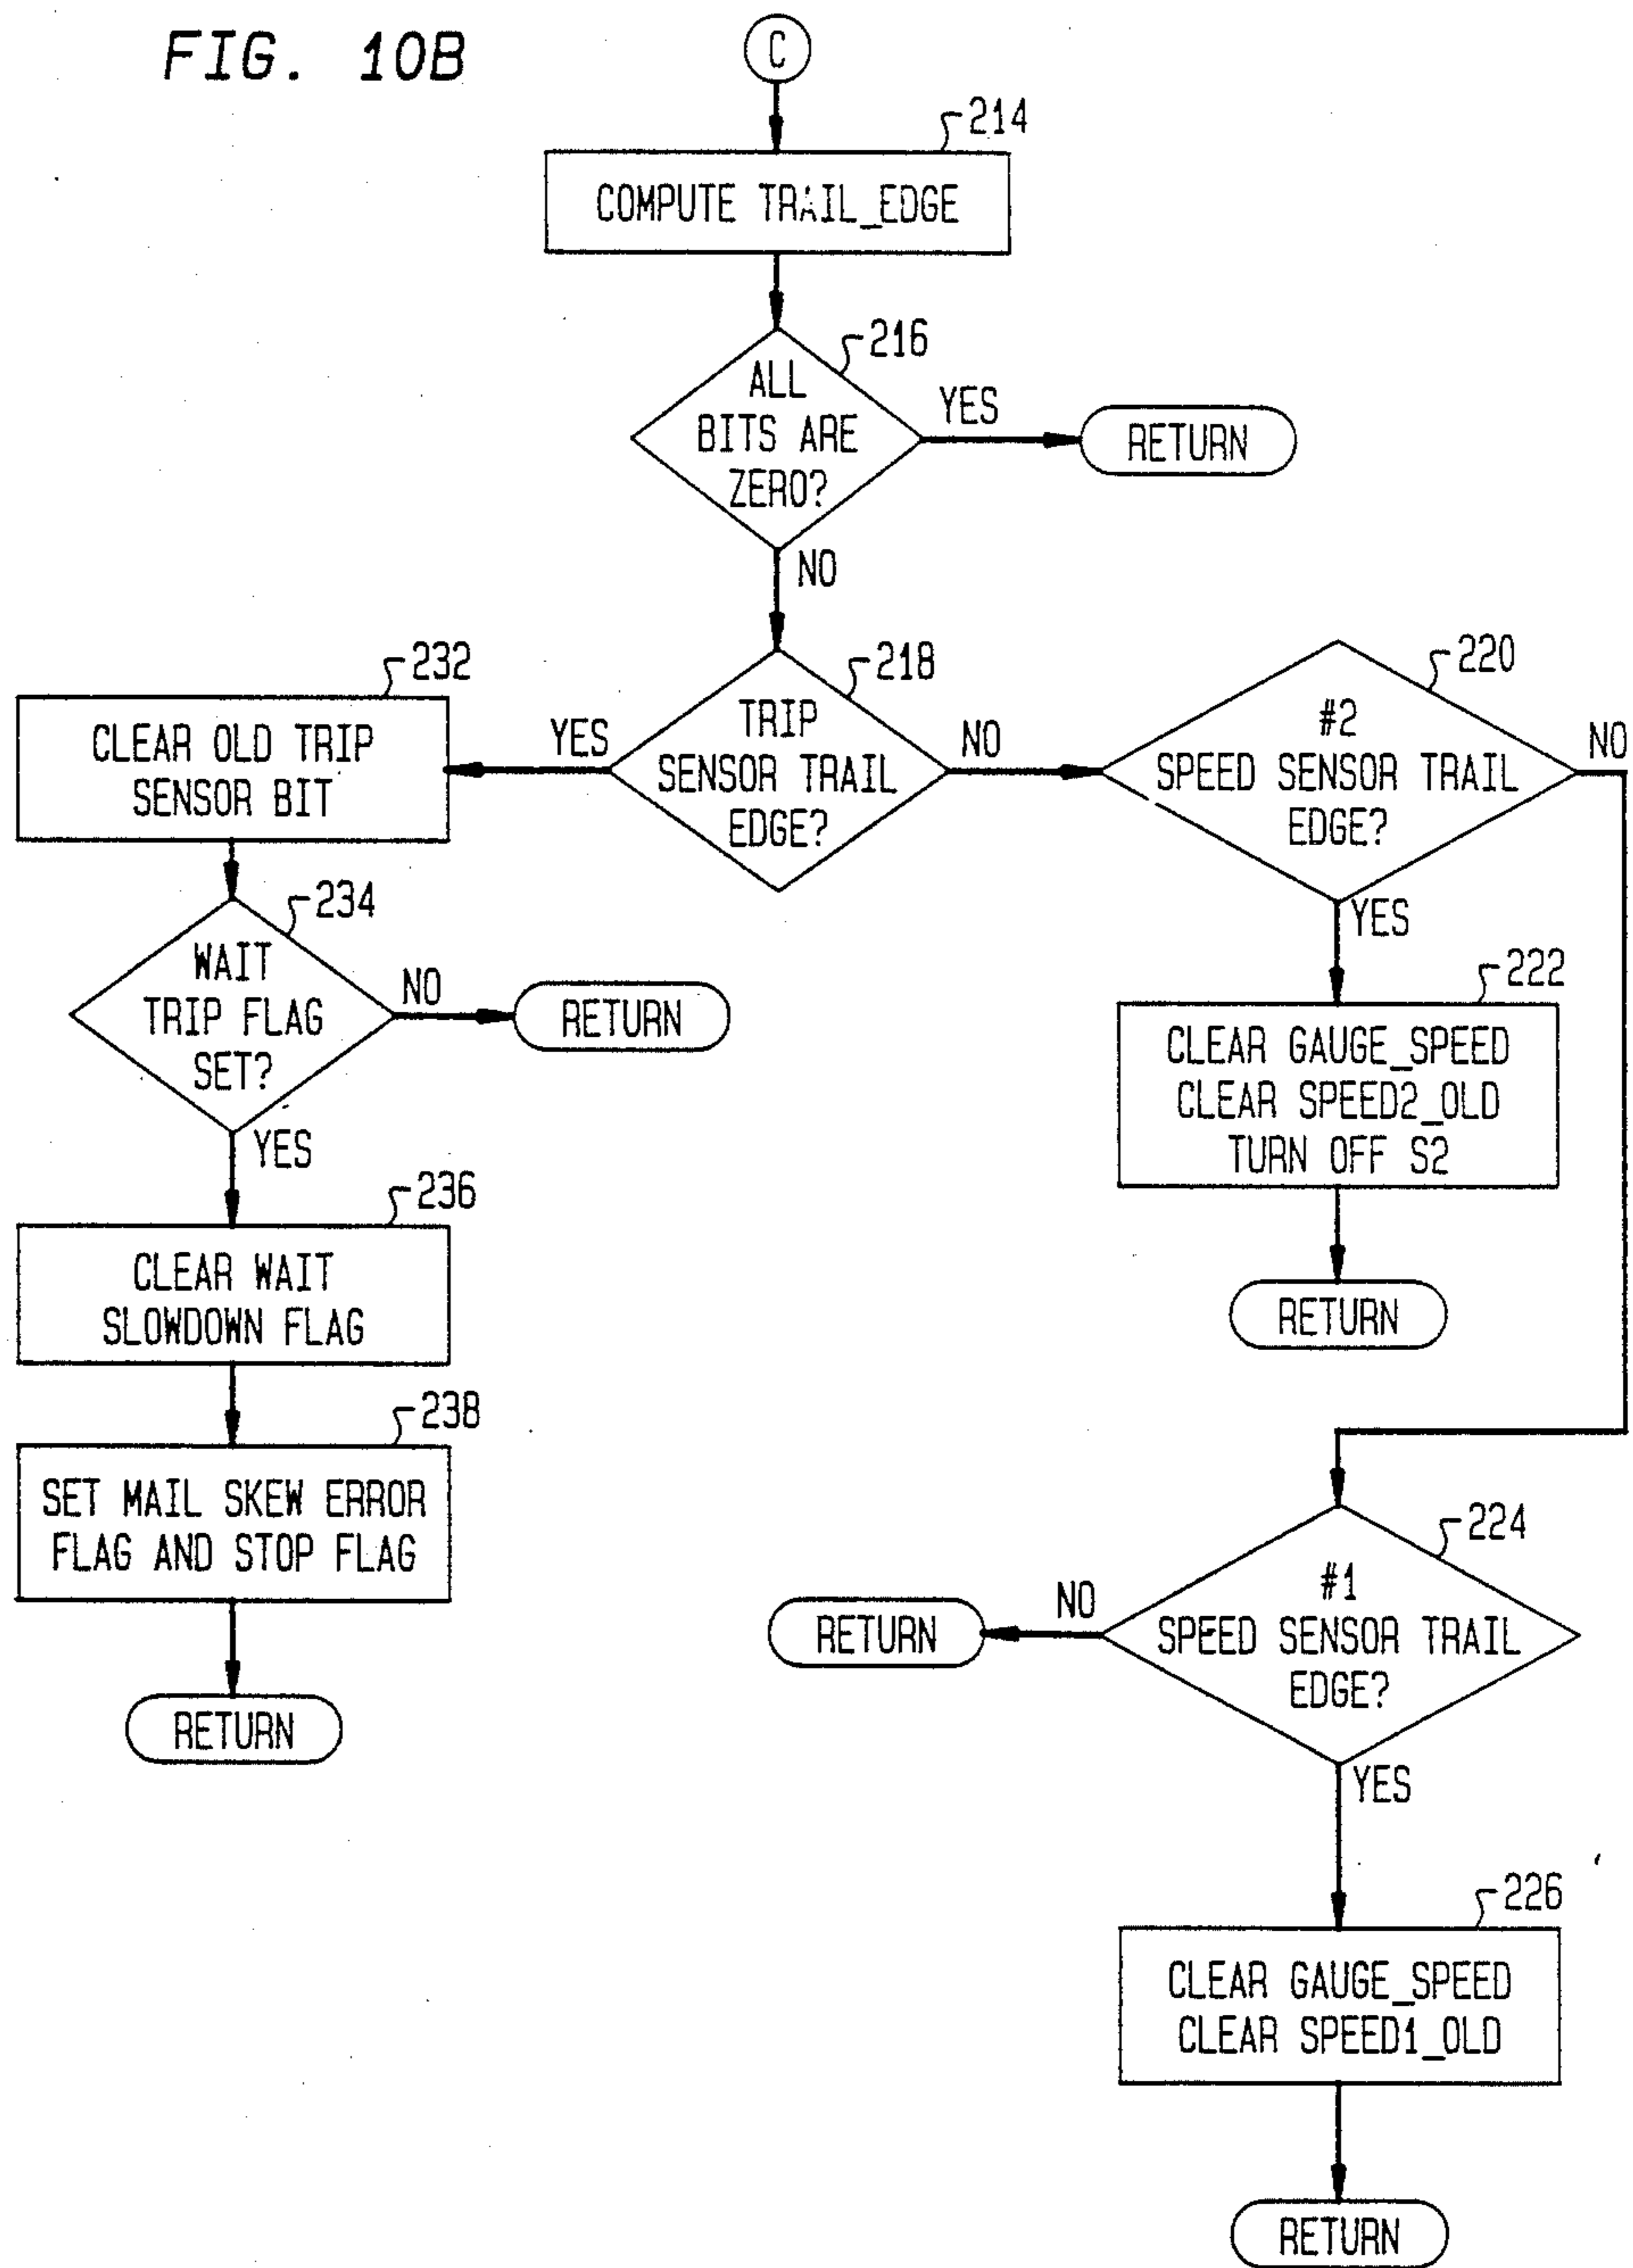 FIG. 10B
C
214
COMPUTE TRAIL_EDGE
216
ALL
BITS ARE
ZERO?
YES
RETURN
NO
232
CLEAR OLD TRIP
SENSOR BIT
YES
218
TRIP
SENSOR TRAIL
EDGE?
NO
220
#2
SPEED SENSOR TRAIL
EDGE?
NO
234
WAIT
TRIP FLAG
SET?
NO
RETURN
YES
222
CLEAR GAUGE_SPEED
CLEAR SPEED2_OLD
TURN OFF S2
RETURN
YES
236
CLEAR WAIT
SLOWDOWN FLAG
238
SET MAIL SKEW ERROR
FLAG AND STOP FLAG
RETURN
224
#1
SPEED SENSOR TRAIL
EDGE?
NO
RETURN
YES
226
CLEAR GAUGE_SPEED
CLEAR SPEED1_OLD
RETURN